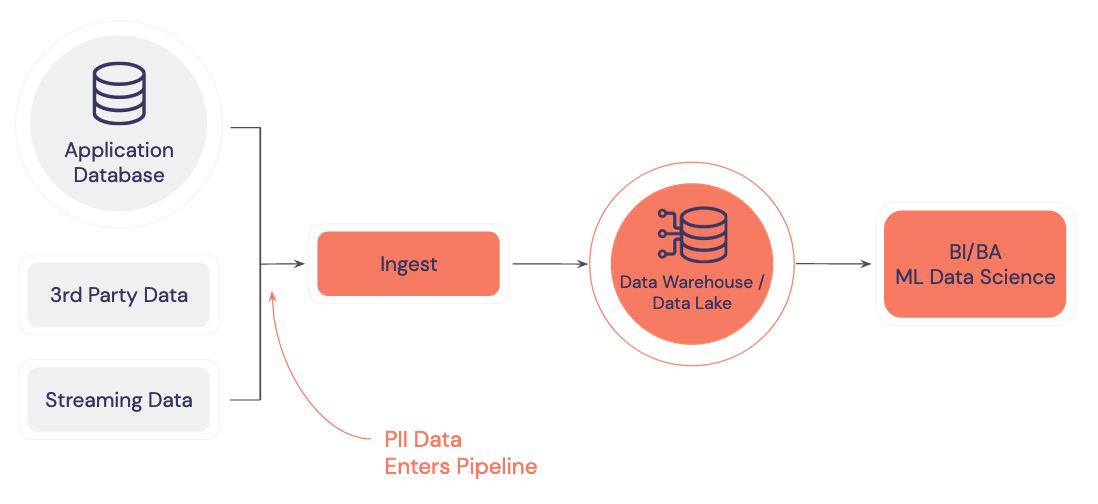 Application
Database
3rd Party Data
Streaming Data
Ingest
PII Data
Enters Pipeline
Data Warehouse /
Data Lake
BI/BA
ML Data Science